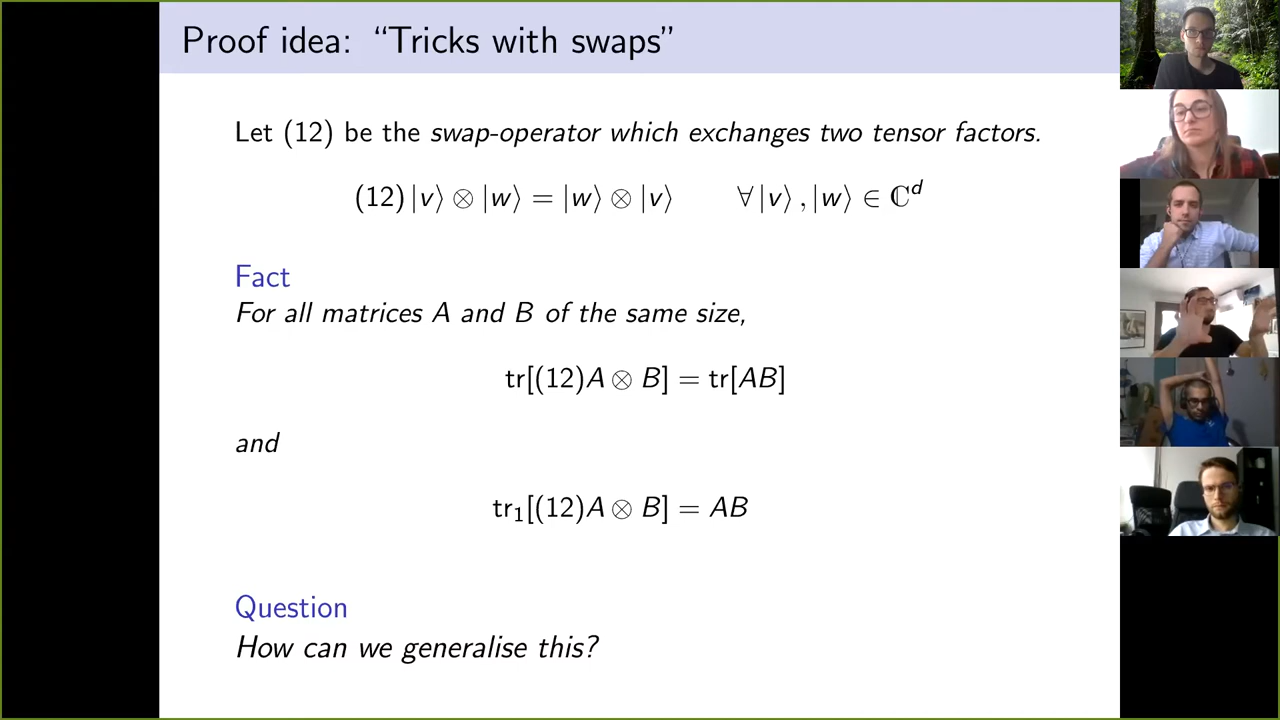 Proof idea: “Tricks with swaps”
Let (12) be the swap-operator which exchanges two tensor factors.
(12)|v⟩ ⊗ |w⟩ = |w⟩ ⊗ |v⟩  ∀ |v⟩ , |w⟩ ∈ ℂᵈ
Fact
For all matrices A and B of the same size,
tr[(12)A ⊗ B] = tr[AB]
and
tr₁[(12)A ⊗ B] = AB
Question
How can we generalise this?